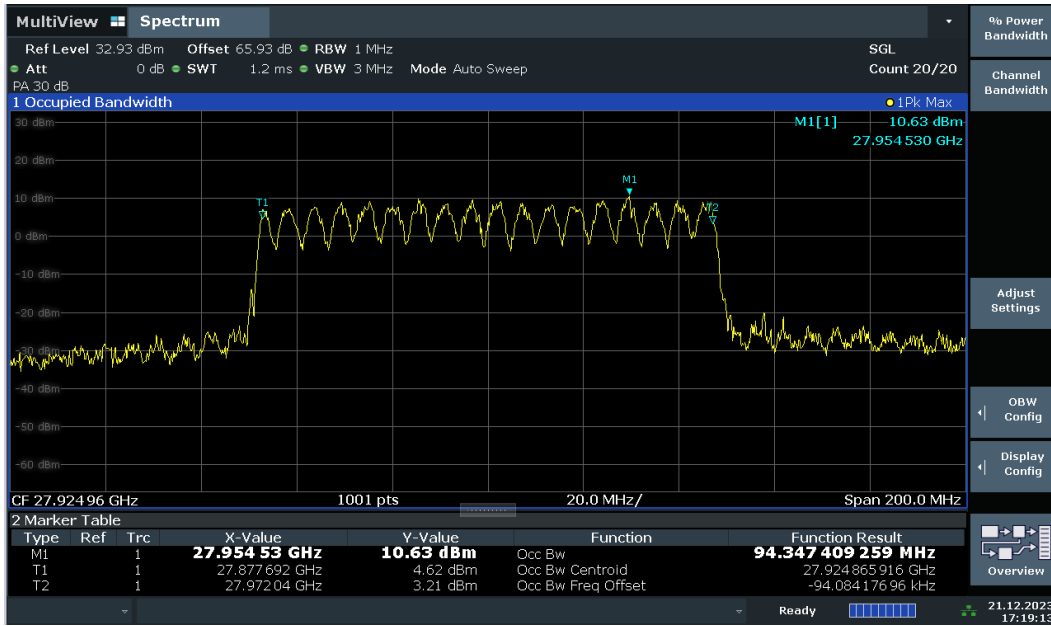 MultiView Spectrum
Ref Level 32.93 dBm Offset 65.93 dB RBW 1 MHz SGL
Att 0 dB SWT 1.2 ms VBW 3 MHz Mode Auto Sweep Count 20/20
PA 30 dB
1 Occupied Bandwidth 1Pk Max
30 dBm
M1[1] 10.63 dBm
27.954 530 GHz
20 dBm
M1
10 dBm
T1
T2
0 dBm
-10 dBm
-20 dBm
-30 dBm
-40 dBm
-50 dBm
-60 dBm
CF 27.92496 GHz 1001 pts 20.0 MHz/ Span 200.0 MHz
2 Marker Table
Type Ref Trc X-Value Y-Value Function Function Result
M1 1 27.954 53 GHz 10.63 dBm Occ Bw 94.347 409 259 MHz
T1 1 27.877 692 GHz 4.62 dBm Occ Bw Centroid 27.924 865 916 GHz
T2 1 27.972 04 GHz 3.21 dBm Occ Bw Freq Offset -94.084 176 96 kHz
Ready
21.12.2023
17:19:13
% Power
Bandwidth
Channel
Bandwidth
Adjust
Settings
OBW
Config
Display
Config
Overview